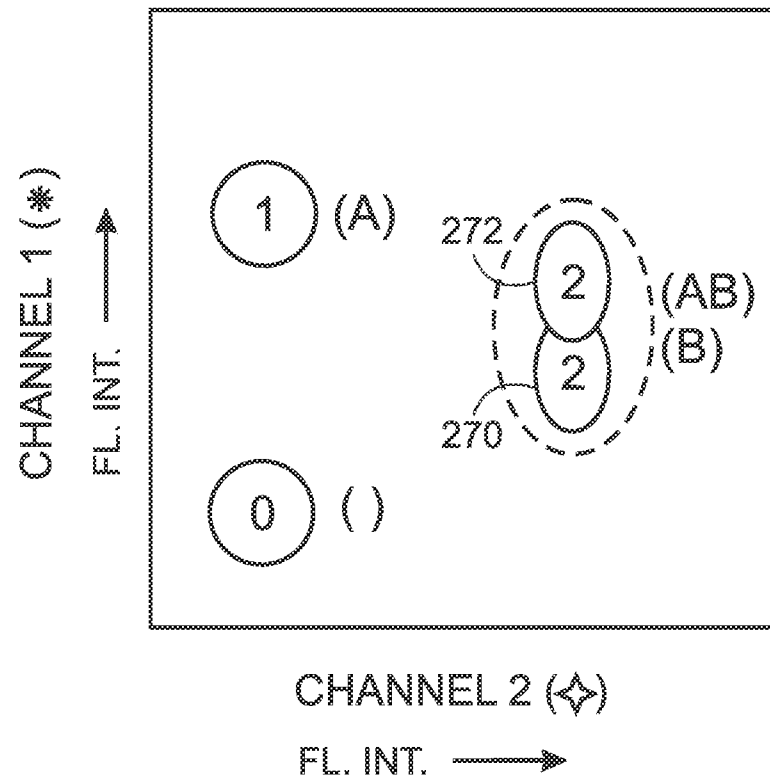 CHANNEL 1 (*)
FL. INT.
1 (A)
272
2
(AB)
2
(B)
270
0 ( )
CHANNEL 2 (✧)
FL. INT.